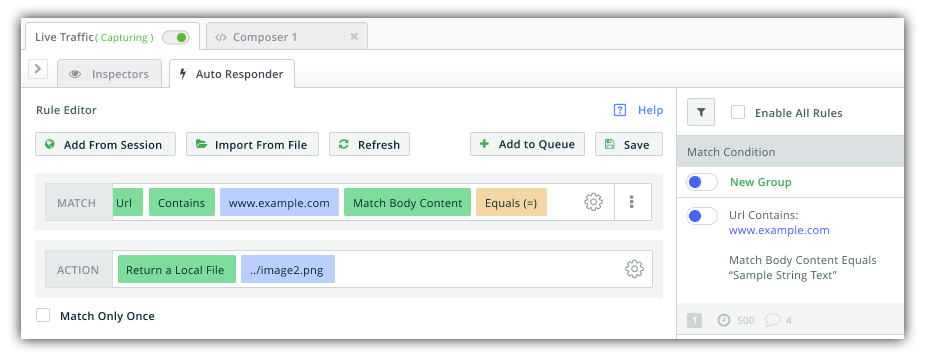 Live Traffic ( Capturing )
</> Composer 1 ×
Inspectors
Auto Responder
Rule Editor
? Help
Add From Session
Import From File
Refresh
+ Add to Queue
Save
MATCH Url Contains www.example.com Match Body Content Equals (=)
ACTION Return a Local File ../image2.png
Match Only Once
Enable All Rules
Match Condition
New Group
Url Contains:
www.example.com
Match Body Content Equals
“Sample String Text”
1 500 4